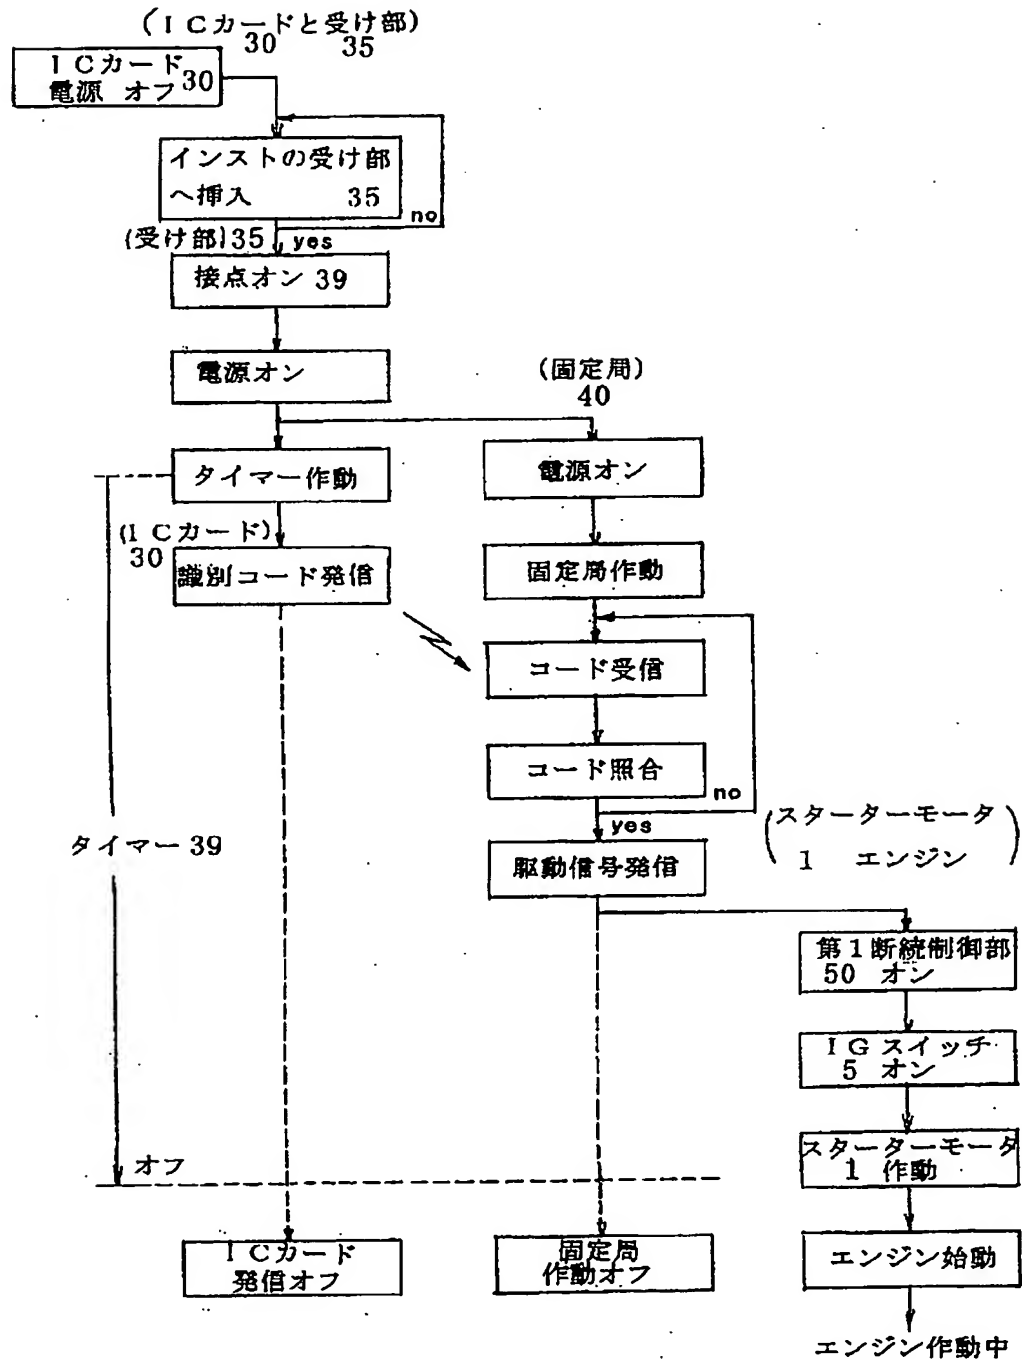 (ICカードと受け部)
30 35
ICカード
電源 オフ 30
インストの受け部
へ挿入 35
no
(受け部)35 yes
接点オン 39
電源オン
(固定局)
40
タイマー作動
電源オン
(ICカード)
30
識別コード発信
固定局作動
コード受信
コード照合
no
yes
タイマー 39
駆動信号発信
(スターターモータ
1 エンジン)
第1断続制御部
50 オン
IGスイッチ
5 オン
スターターモータ
1 作動
オフ
ICカード
発信オフ
固定局
作動オフ
エンジン始動
エンジン作動中